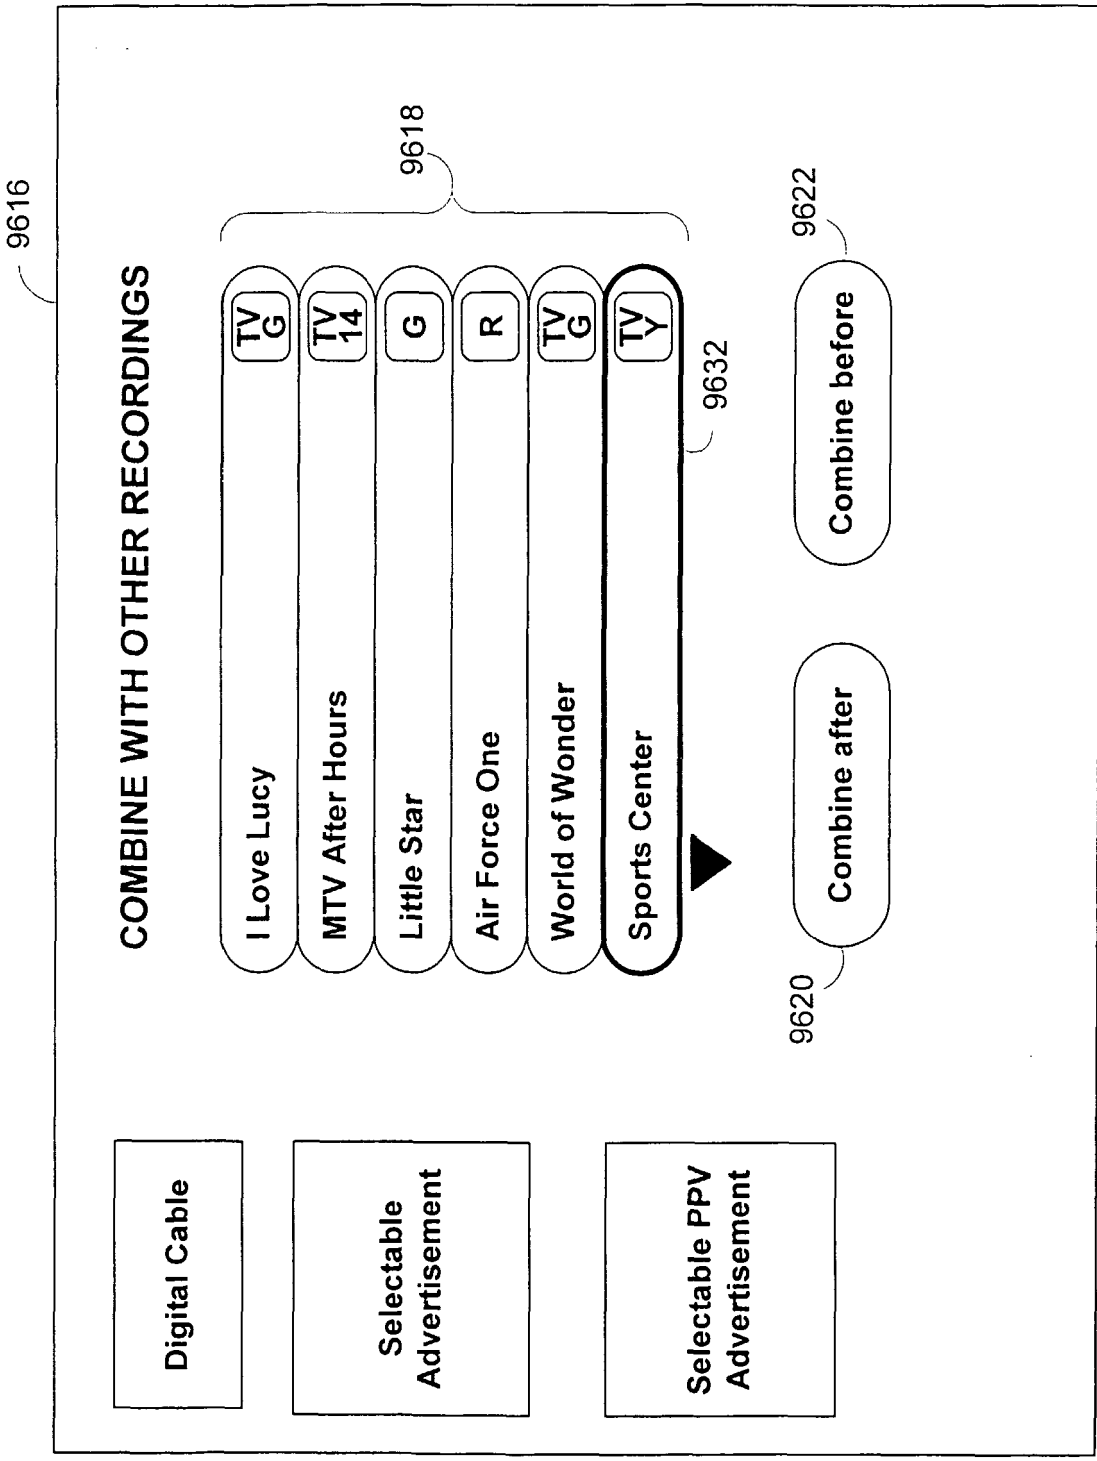 9616
COMBINE WITH OTHER RECORDINGS
Digital Cable
Selectable
Advertisement
Selectable PPV
Advertisement
I Love Lucy
TV
G
MTV After Hours
TV
14
Little Star
G
Air Force One
R
World of Wonder
TV
G
Sports Center
TV
Y
9618
9632
Combine after
Combine before
9620
9622